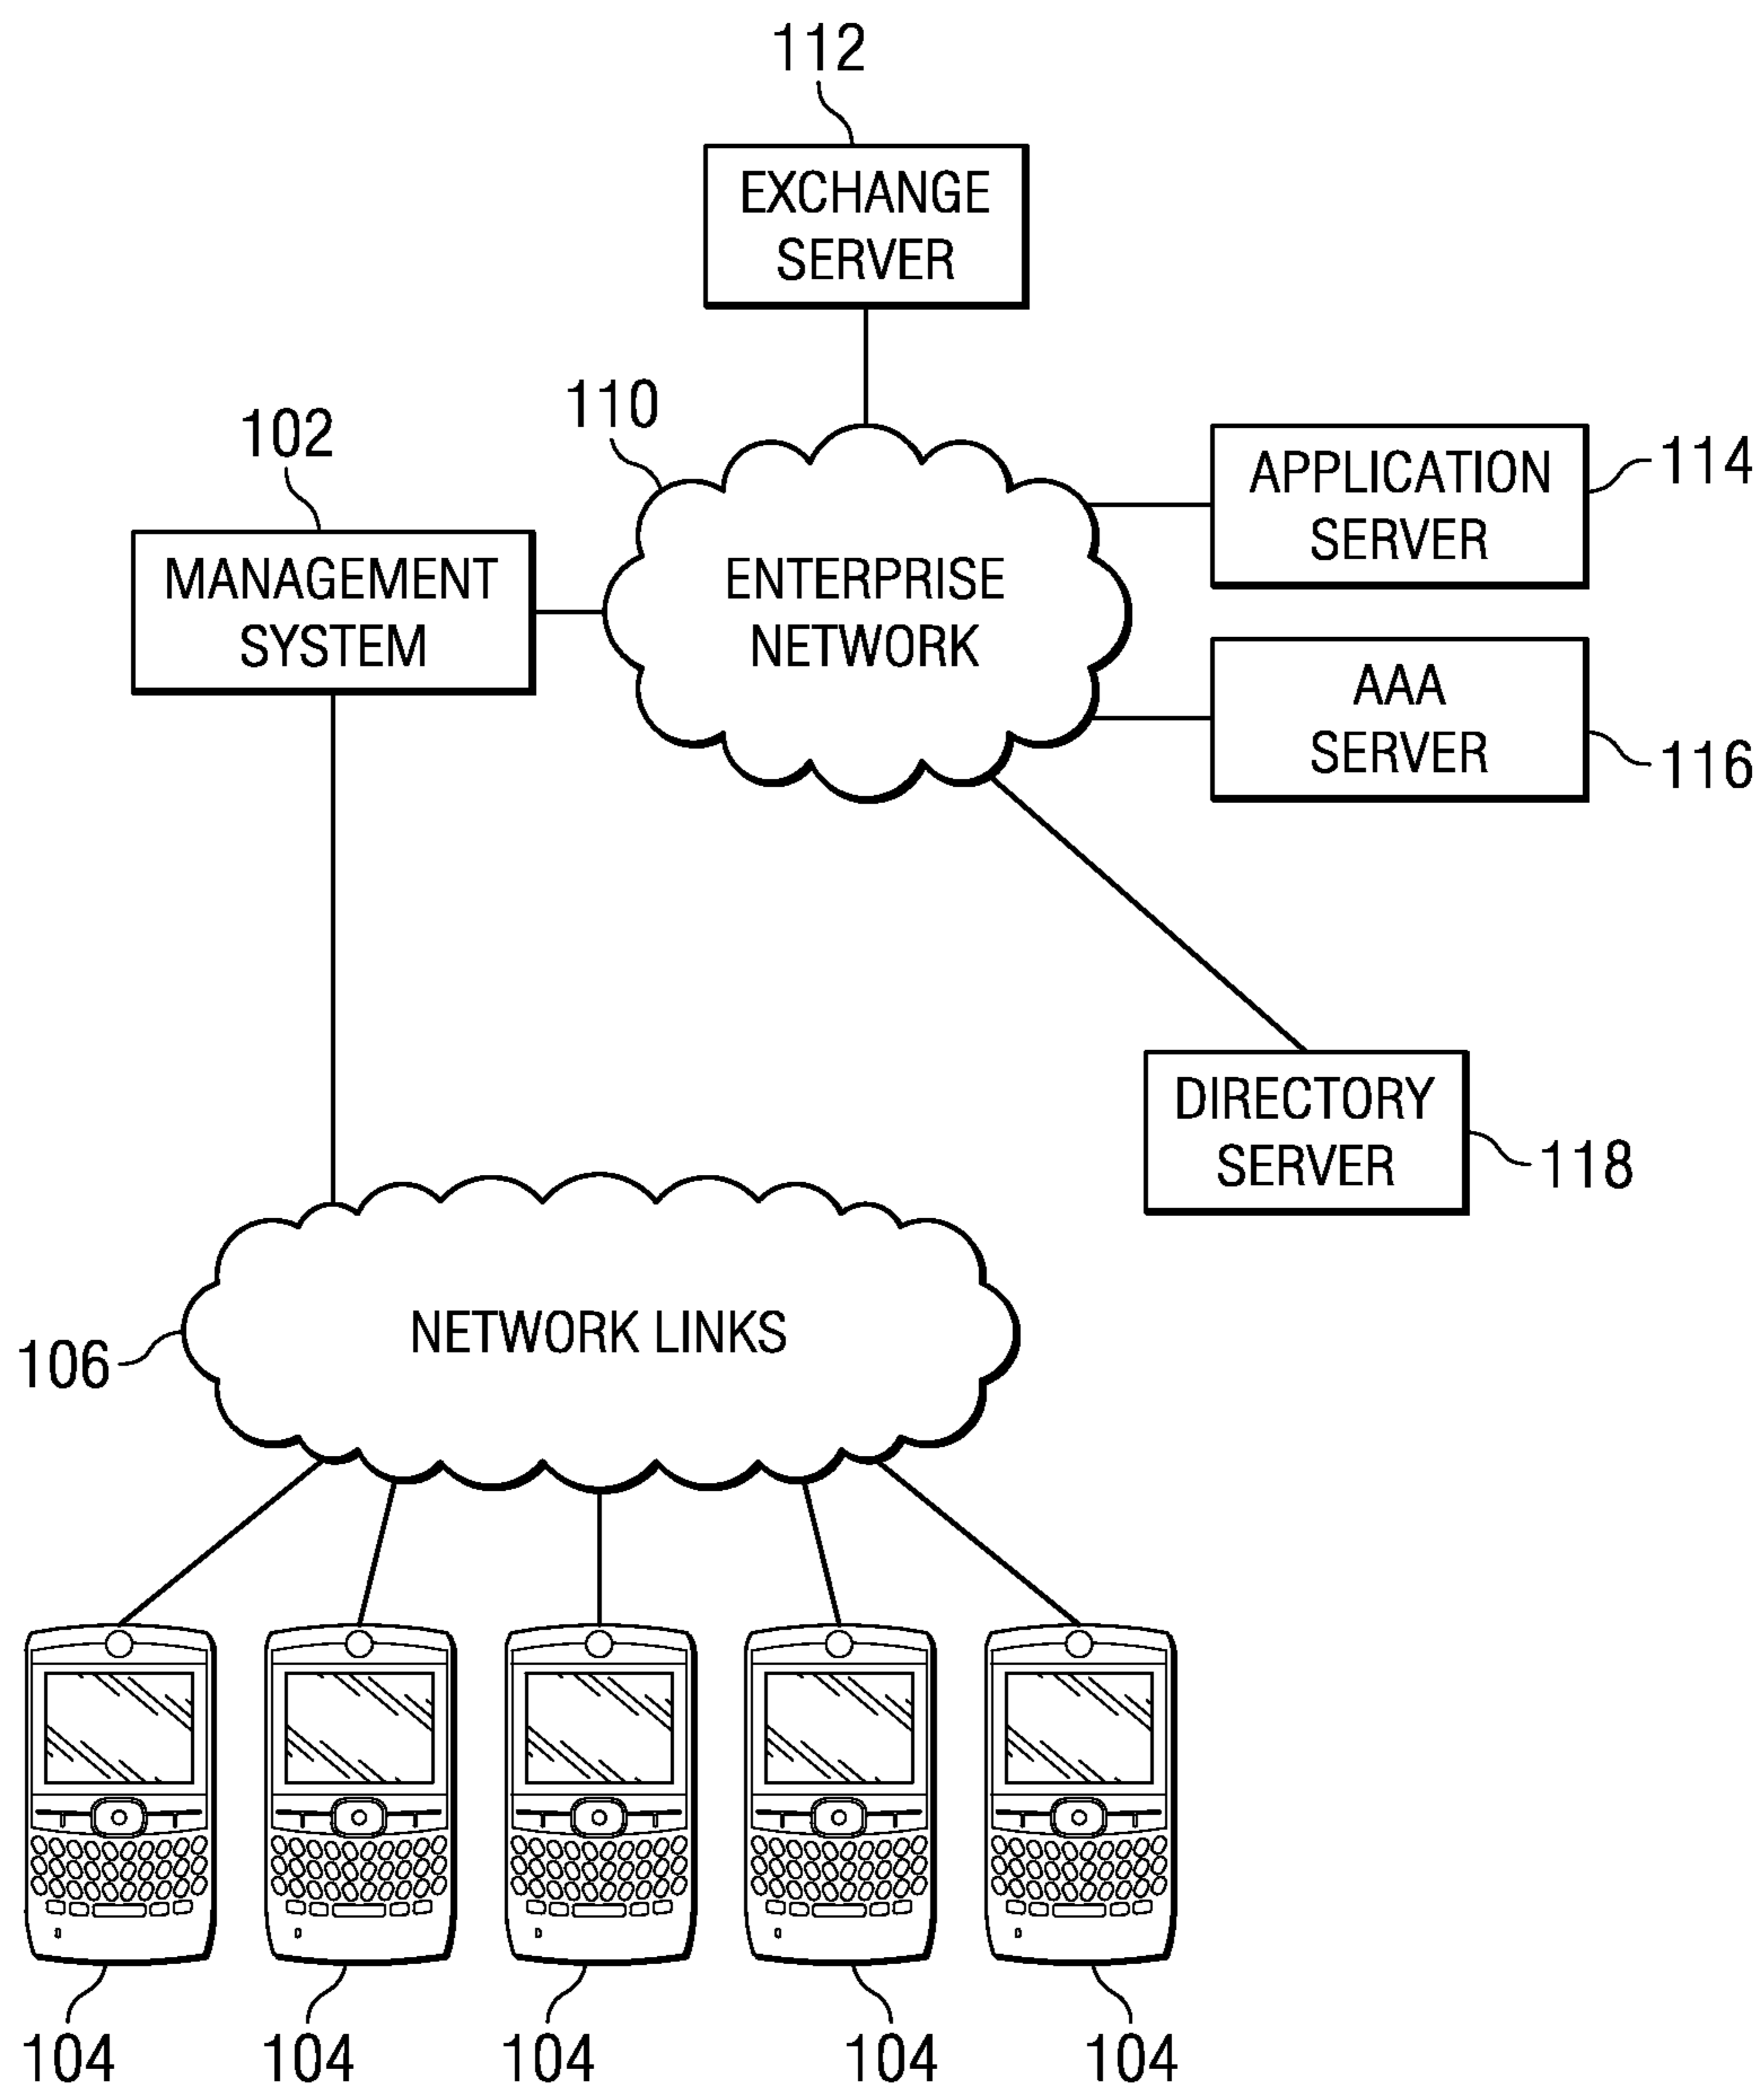 112
EXCHANGE
SERVER
110
102
APPLICATION
SERVER
114
MANAGEMENT
SYSTEM
ENTERPRISE
NETWORK
AAA
SERVER
116
DIRECTORY
SERVER
118
NETWORK LINKS
106
104
104
104
104
104